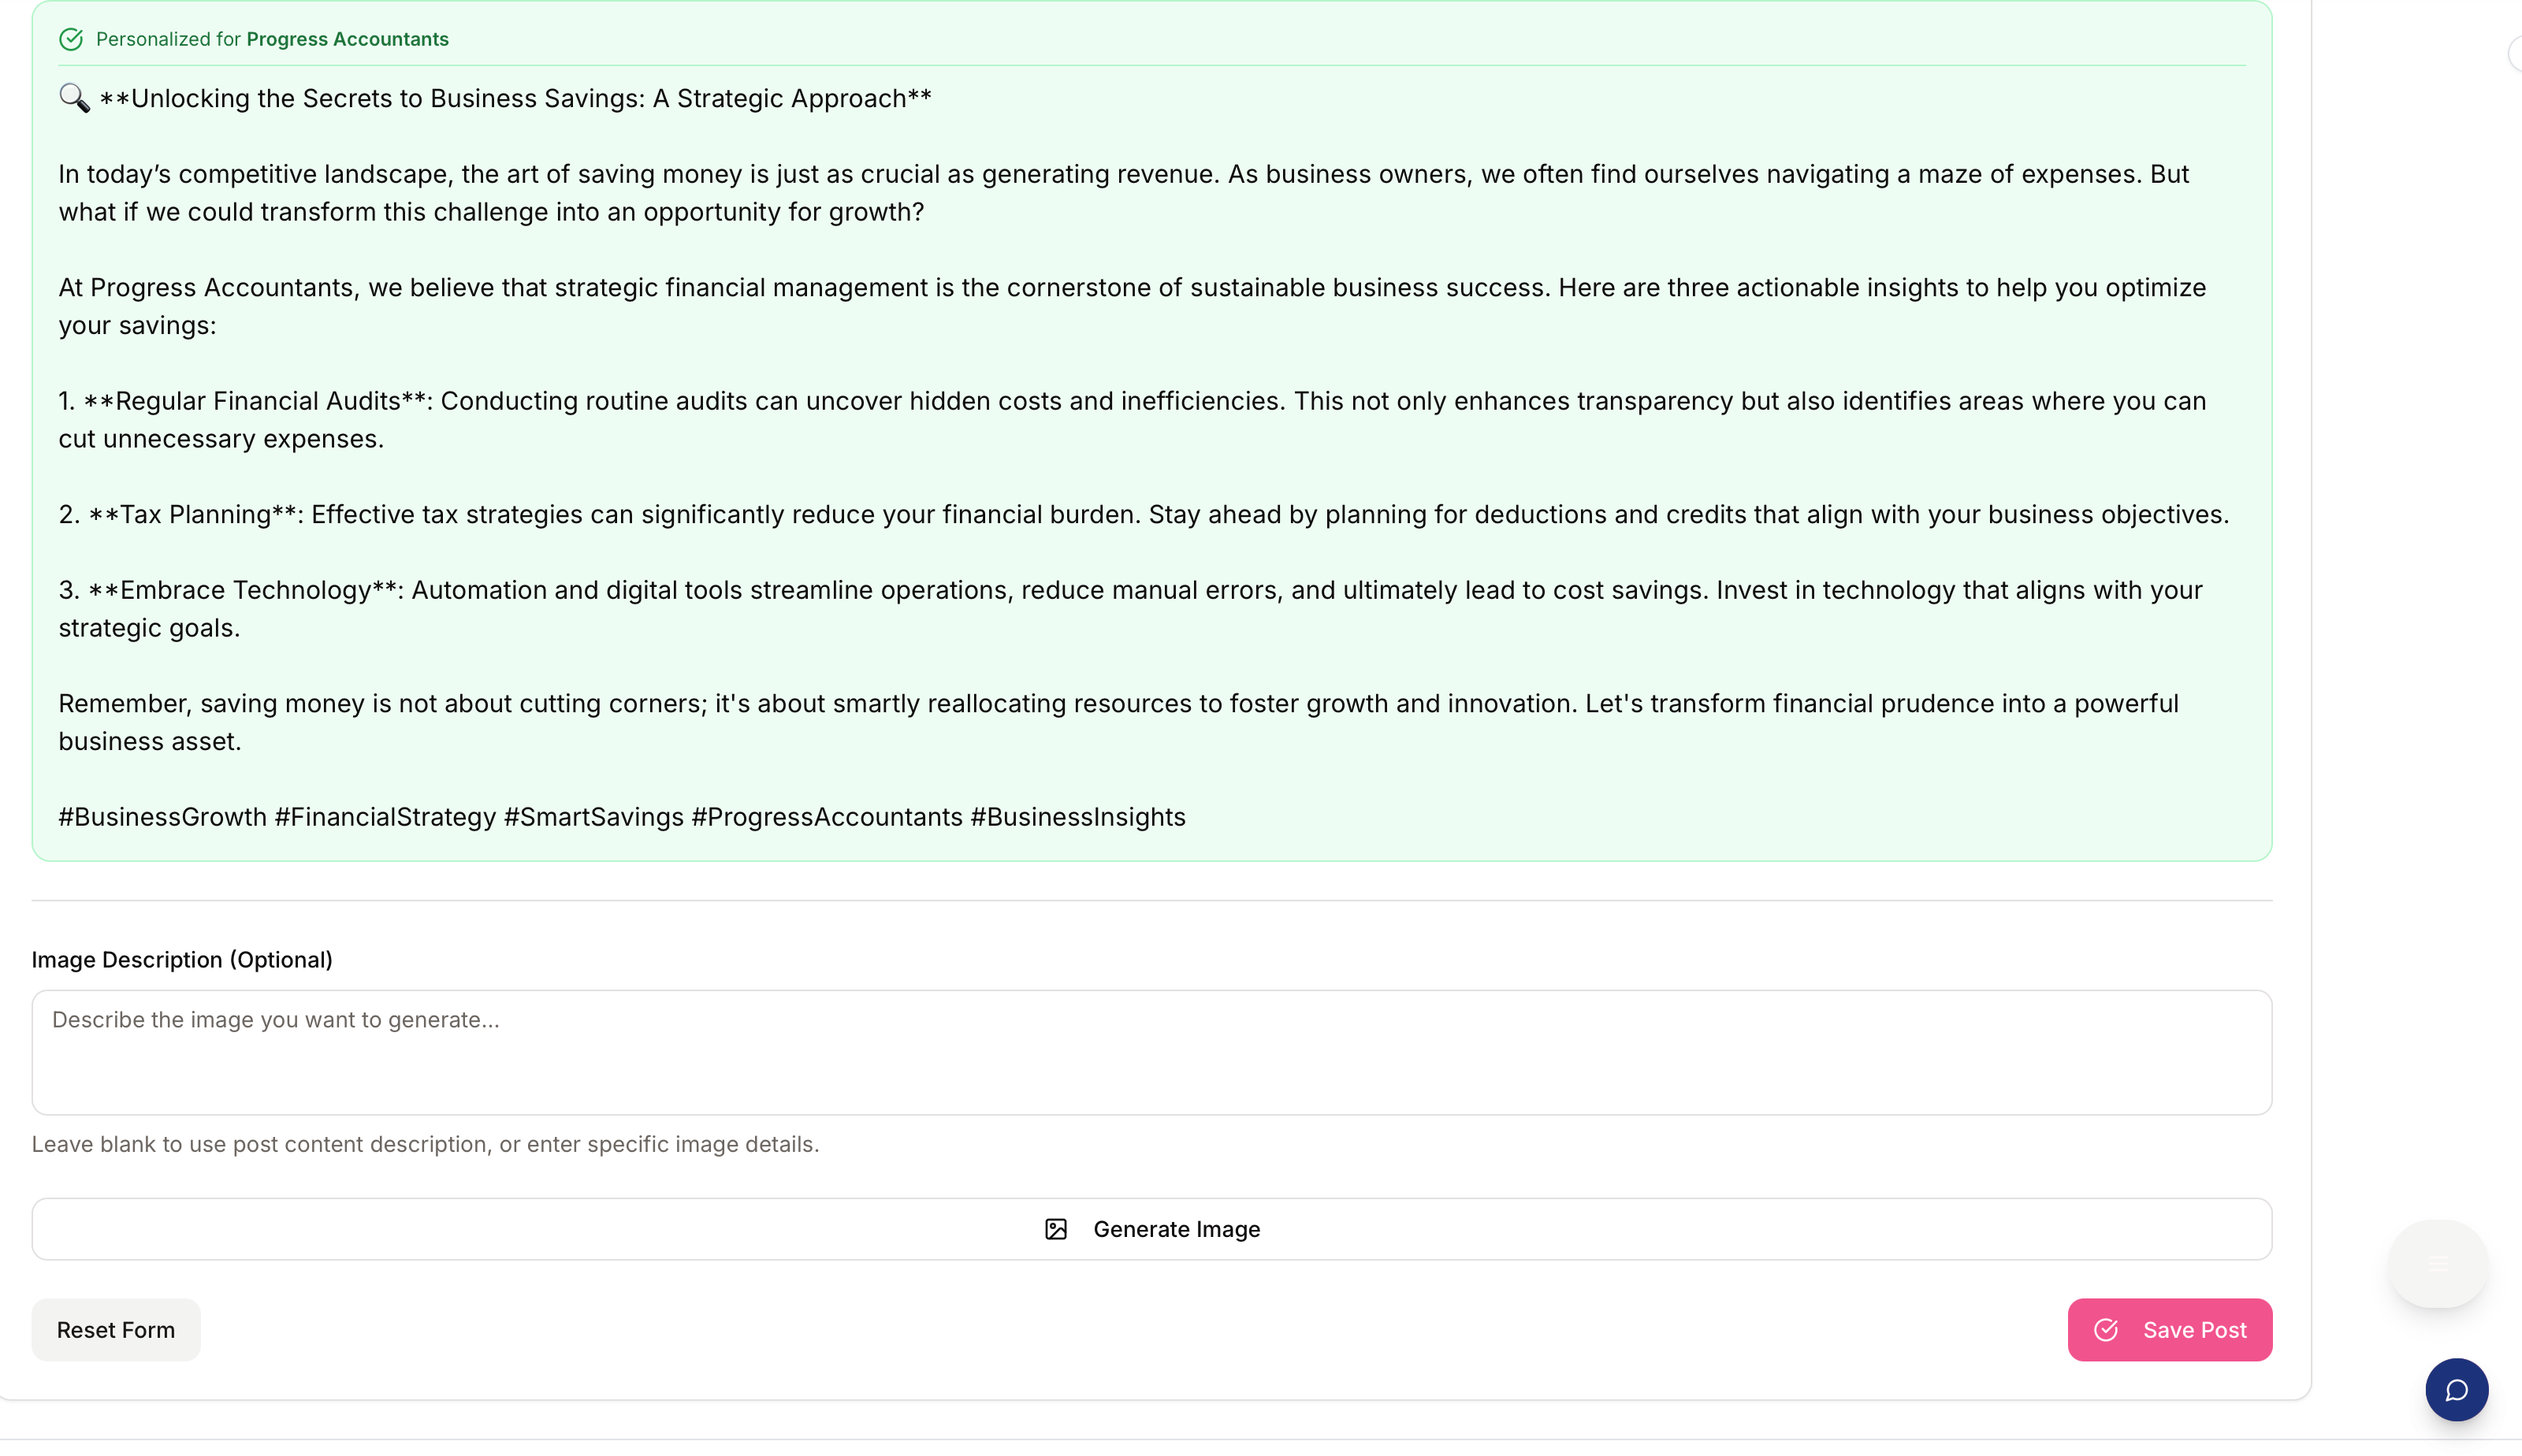 Personalized for Progress Accountants
🔍 **Unlocking the Secrets to Business Savings: A Strategic Approach**
In today’s competitive landscape, the art of saving money is just as crucial as generating revenue. As business owners, we often find ourselves navigating a maze of expenses. But
what if we could transform this challenge into an opportunity for growth?
At Progress Accountants, we believe that strategic financial management is the cornerstone of sustainable business success. Here are three actionable insights to help you optimize
your savings:
1. **Regular Financial Audits**: Conducting routine audits can uncover hidden costs and inefficiencies. This not only enhances transparency but also identifies areas where you can
cut unnecessary expenses.
2. **Tax Planning**: Effective tax strategies can significantly reduce your financial burden. Stay ahead by planning for deductions and credits that align with your business objectives.
3. **Embrace Technology**: Automation and digital tools streamline operations, reduce manual errors, and ultimately lead to cost savings. Invest in technology that aligns with your
strategic goals.
Remember, saving money is not about cutting corners; it's about smartly reallocating resources to foster growth and innovation. Let's transform financial prudence into a powerful
business asset.
#BusinessGrowth #FinancialStrategy #SmartSavings #ProgressAccountants #BusinessInsights
Image Description (Optional)
Describe the image you want to generate...
Leave blank to use post content description, or enter specific image details.
Generate Image
Reset Form
Save Post